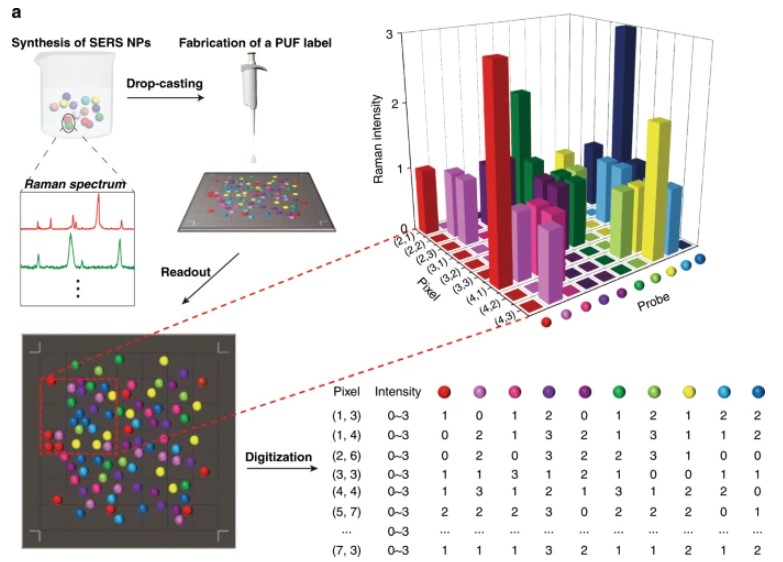 a
Synthesis of SERS NPs
Fabrication of a PUF label
Drop-casting
Raman spectrum
Readout
Raman intensity
3
2
1
0
(2,1)
(2,2)
(2,3)
(3,1)
(3,2)
(3,3)
(4,1)
(4,2)
(4,3)
Pixel
Probe
Digitization
Pixel Intensity
(1, 3) 0~3 1 0 1 2 0 1 2 1 2 2
(1, 4) 0~3 0 2 1 3 2 1 3 1 1 2
(2, 6) 0~3 0 2 0 3 2 2 3 1 0 0
(3, 3) 0~3 1 1 3 1 2 1 0 0 1 1
(4, 4) 0~3 1 3 1 2 1 3 1 2 2 0
(5, 7) 0~3 2 2 2 3 0 2 2 2 0 1
... 0~3 ... ... ... ... ... ... ... ... ... ...
(7, 3) 0~3 1 1 1 3 2 1 1 2 1 2